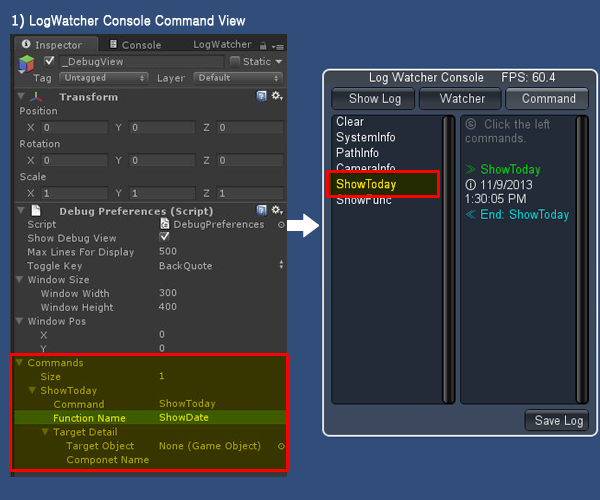 1) LogWatcher Console Command View
Inspector
Console
LogWatcher
_DebugView
Static
Tag Untagged Layer Default
Transform
Position
X 0 Y 0 Z 0
Rotation
X 0 Y 0 Z 0
Scale
X 1 Y 1 Z 1
Debug Preferences (Script)
Script DebugPreferences
Show Debug View
Max Lines For Display 500
Toggle Key BackQuote
Window Size
Window Width 300
Window Height 400
Window Pos
X 0
Y 0
Commands
Size 1
ShowToday
Command ShowToday
Function Name ShowDate
Target Detail
Target Object None (Game Object)
Componet Name
Log Watcher Console FPS: 60.4
Show Log
Watcher
Command
Clear
SystemInfo
PathInfo
CameraInfo
ShowToday
ShowFunc
Click the left
commands.
≫ ShowToday
11/9/2013
1:30:05 PM
≪ End: ShowToday
Save Log